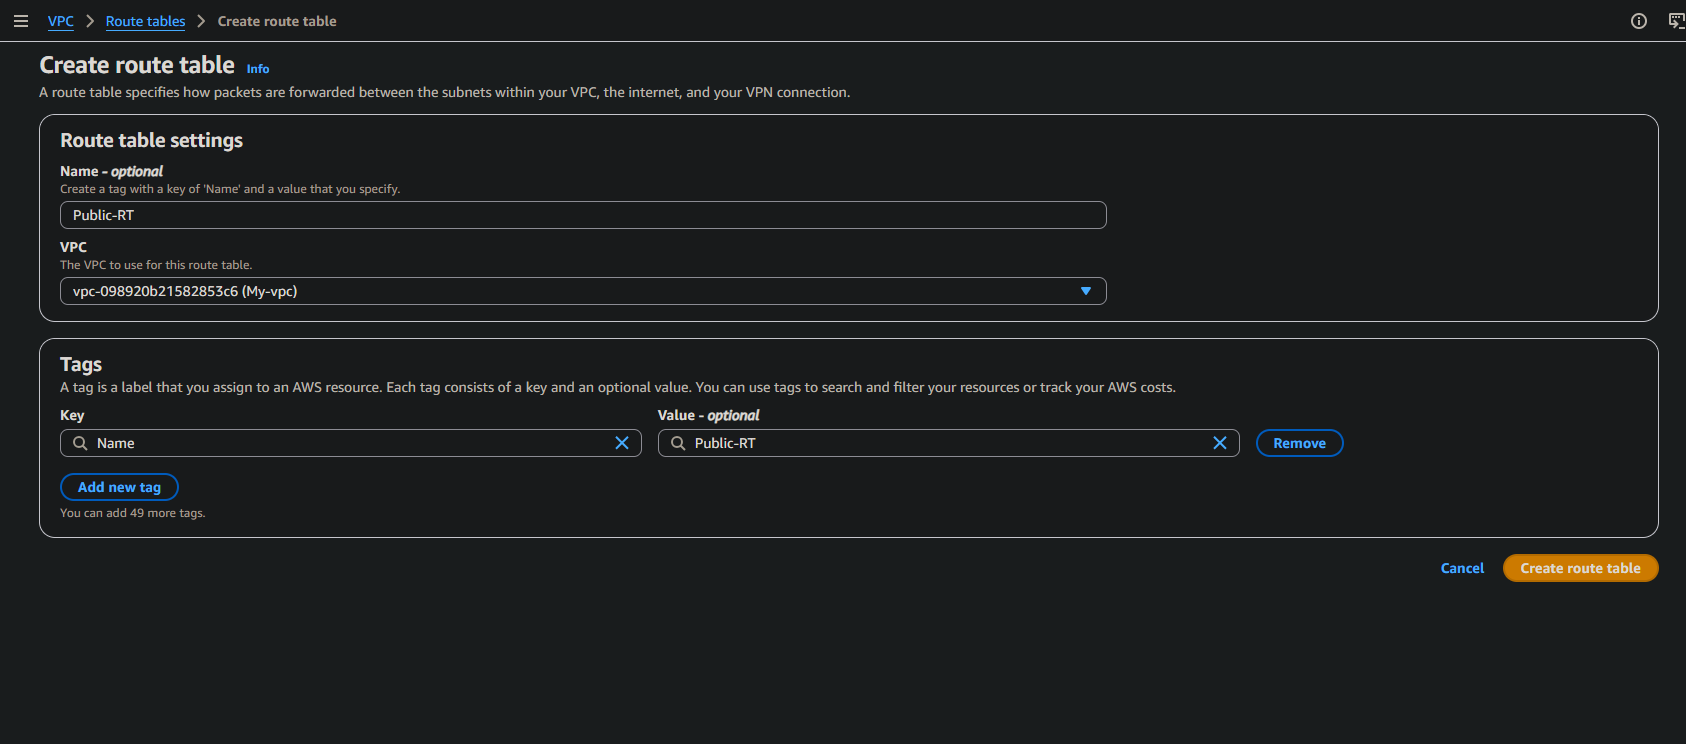 VPC > Route tables > Create route table
Create route table Info
A route table specifies how packets are forwarded between the subnets within your VPC, the internet, and your VPN connection.
Route table settings
Name - optional
Create a tag with a key of 'Name' and a value that you specify.
Public-RT
VPC
The VPC to use for this route table.
vpc-098920b21582853c6 (My-vpc)
Tags
A tag is a label that you assign to an AWS resource. Each tag consists of a key and an optional value. You can use tags to search and filter your resources or track your AWS costs.
Key Value - optional
Name Public-RT Remove
Add new tag
You can add 49 more tags.
Cancel Create route table